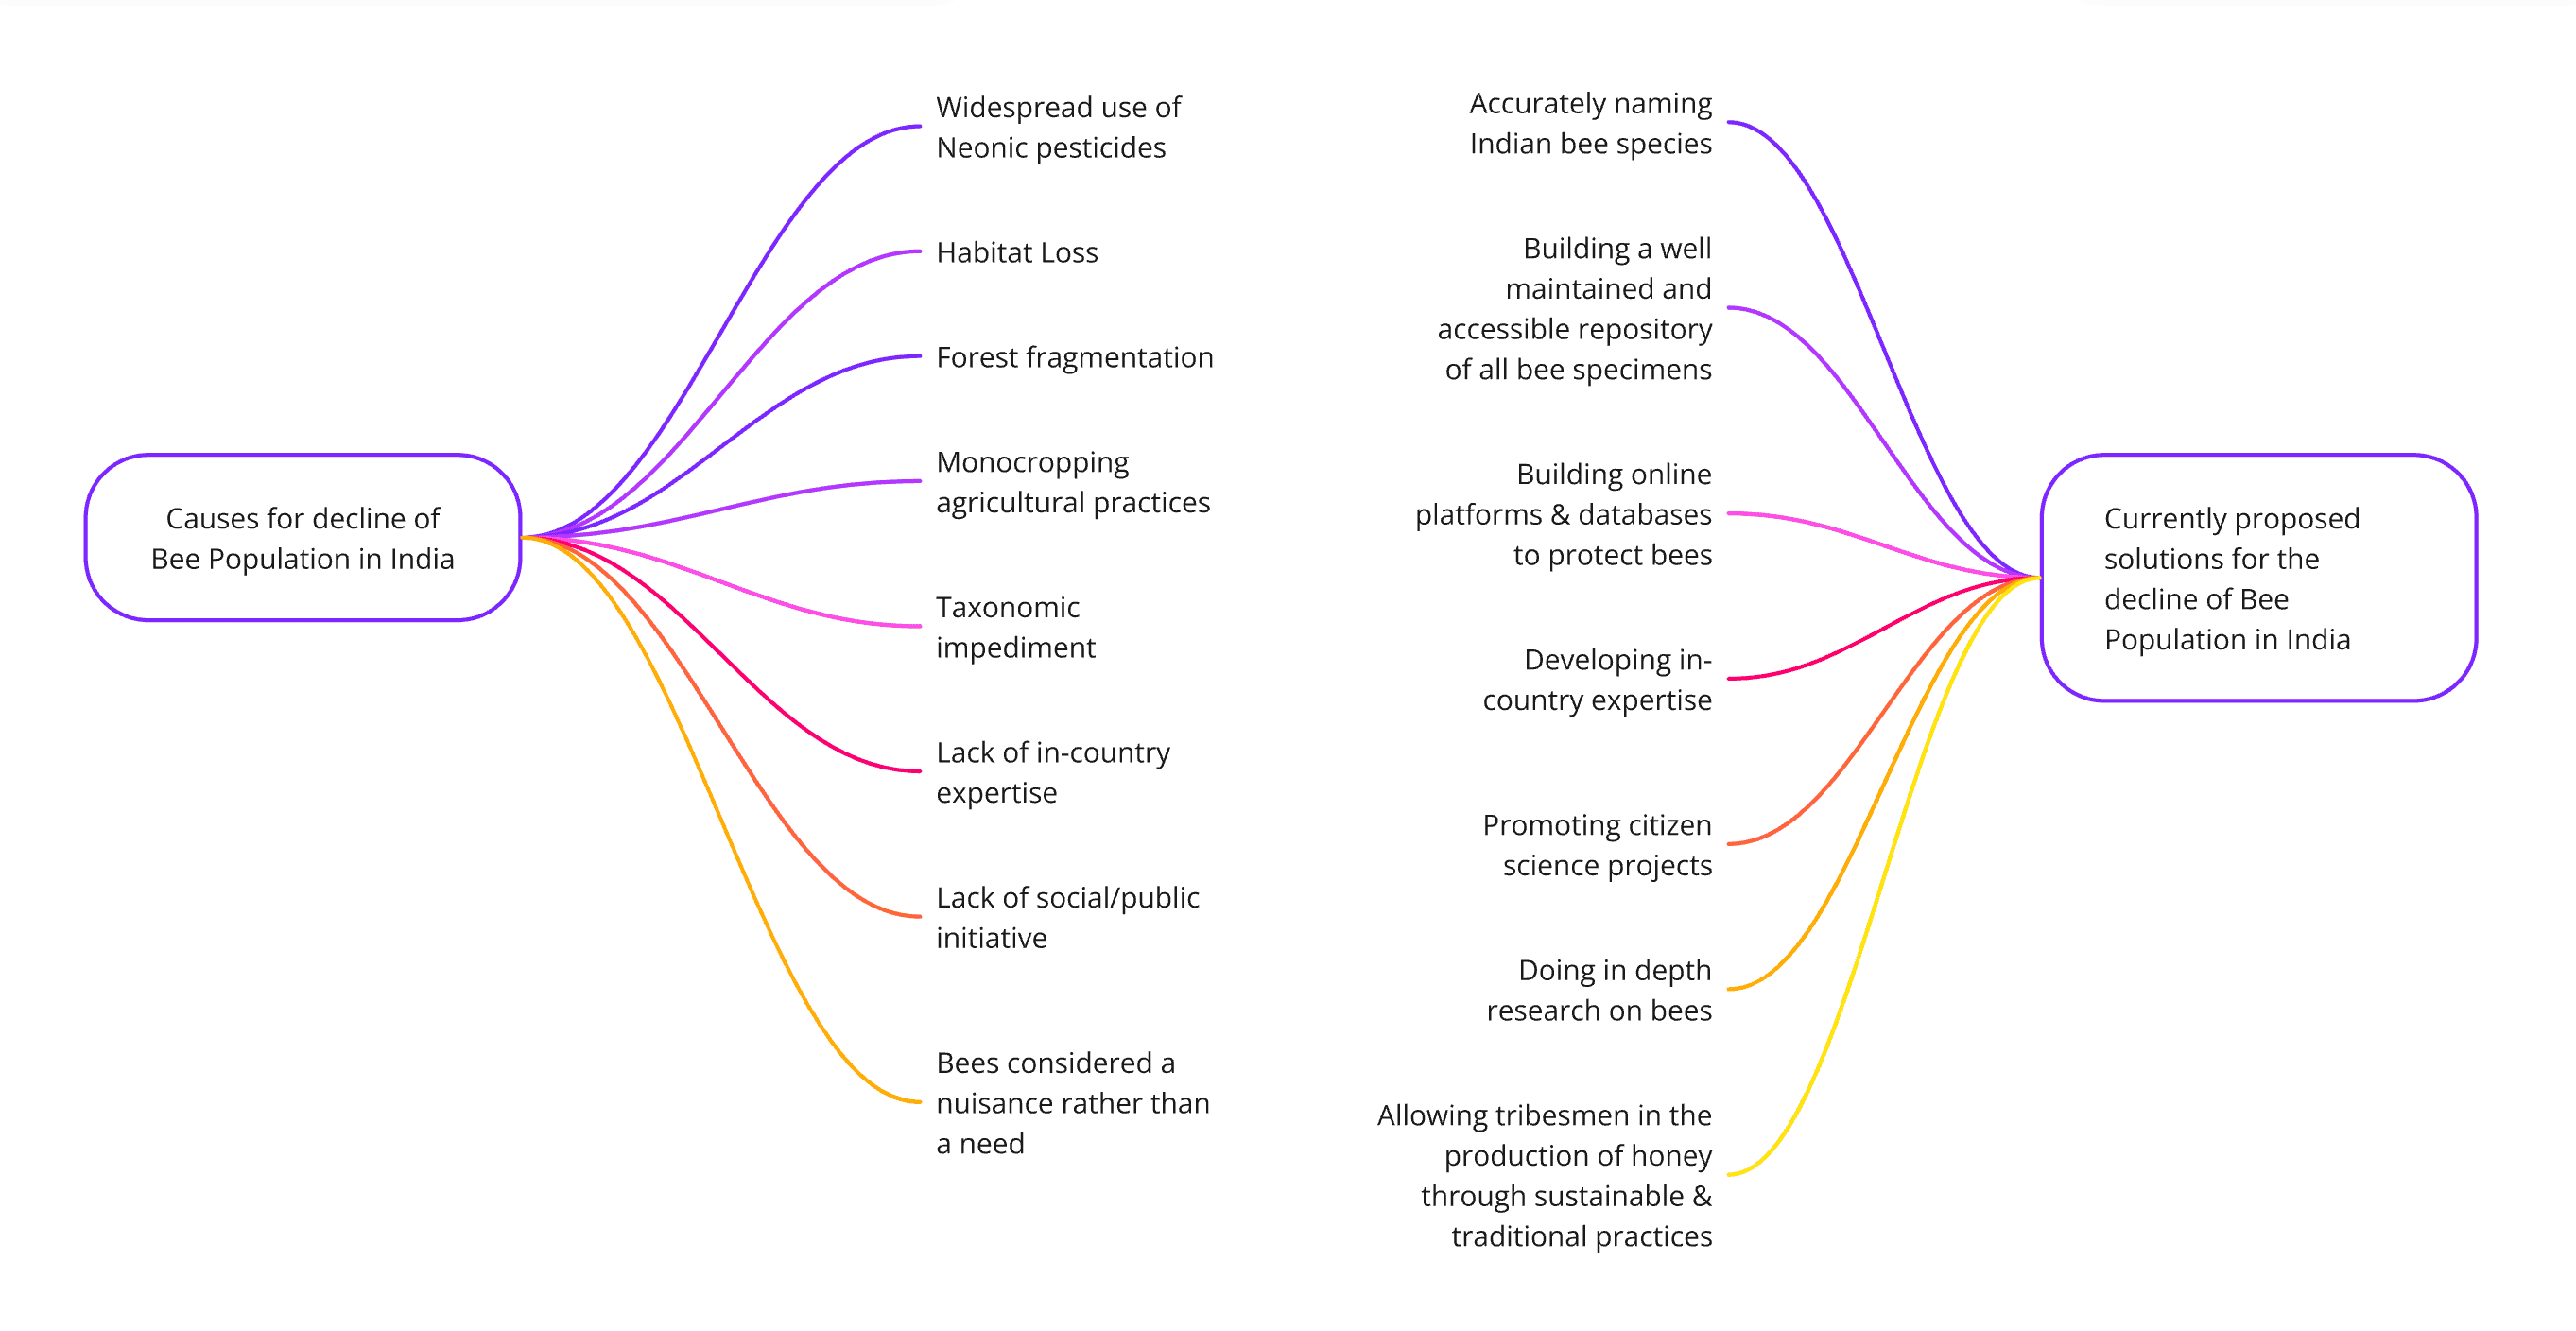 Causes for decline of
Bee Population in India
Widespread use of
Neonic pesticides
Habitat Loss
Forest fragmentation
Monocropping
agricultural practices
Taxonomic
impediment
Lack of in-country
expertise
Lack of social/public
initiative
Bees considered a
nuisance rather than
a need
Accurately naming
Indian bee species
Building a well
maintained and
accessible repository
of all bee specimens
Building online
platforms & databases
to protect bees
Developing in-
country expertise
Promoting citizen
science projects
Doing in depth
research on bees
Allowing tribesmen in the
production of honey
through sustainable &
traditional practices
Currently proposed
solutions for the
decline of Bee
Population in India